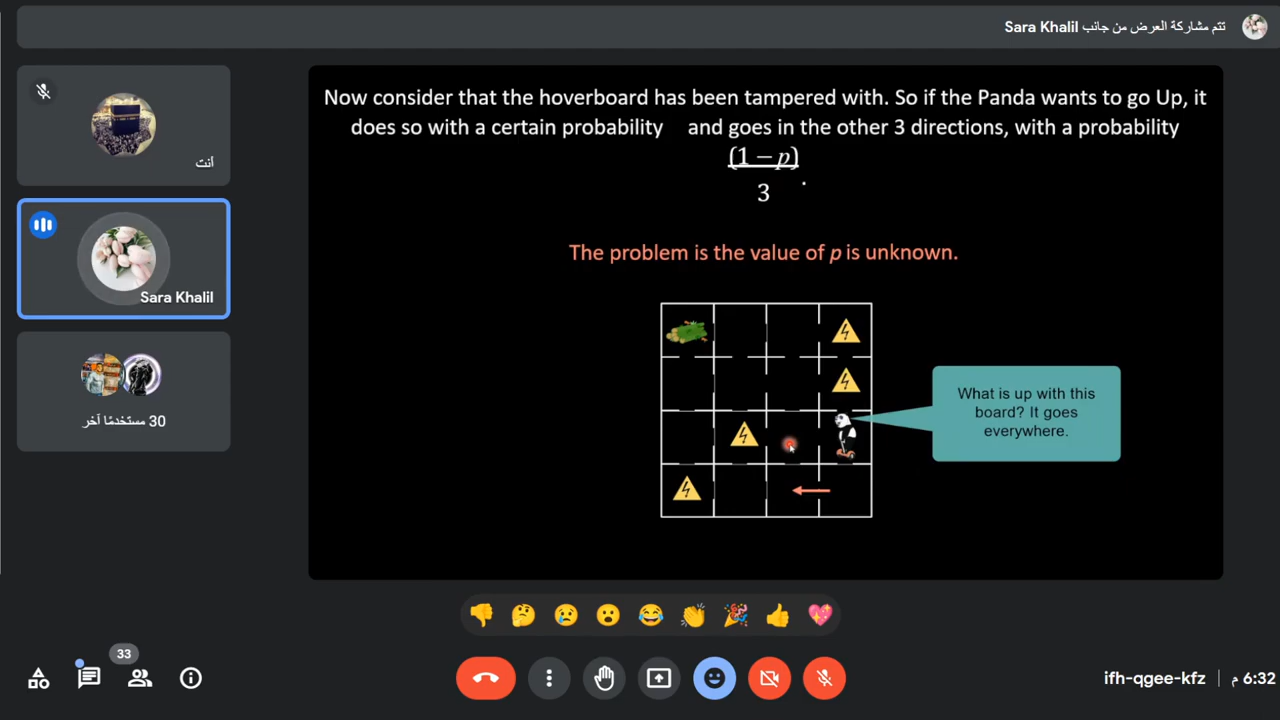 تتم مشاركة العرض من جانب Sara Khalil
أنت
Sara Khalil
30 مستخدمًا آخر
Now consider that the hoverboard has been tampered with. So if the Panda wants to go Up, it
does so with a certain probability and goes in the other 3 directions, with a probability
(1 − p)
3 .
The problem is the value of p is unknown.
What is up with this
board? It goes
everywhere.
33
ifh-qgee-kfz
6:32 م